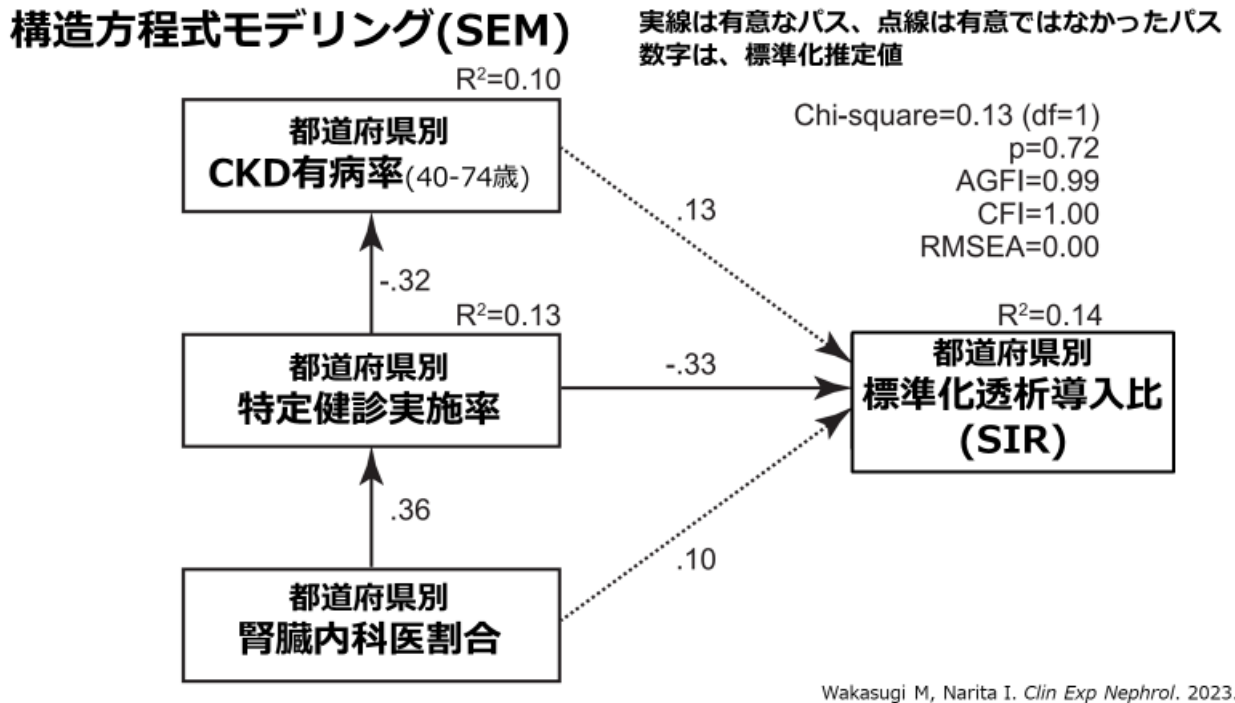 構造方程式モデリング(SEM)
実線は有意なパス、点線は有意ではなかったパス
数字は、標準化推定値
R²=0.10
都道府県別
CKD有病率(40-74歳)
Chi-square=0.13 (df=1)
p=0.72
AGFI=0.99
CFI=1.00
RMSEA=0.00
.13
-.32
R²=0.13
都道府県別
特定健診実施率
-.33
R²=0.14
都道府県別
標準化透析導入比
(SIR)
.36
.10
都道府県別
腎臓内科医割合
Wakasugi M, Narita I. Clin Exp Nephrol. 2023.